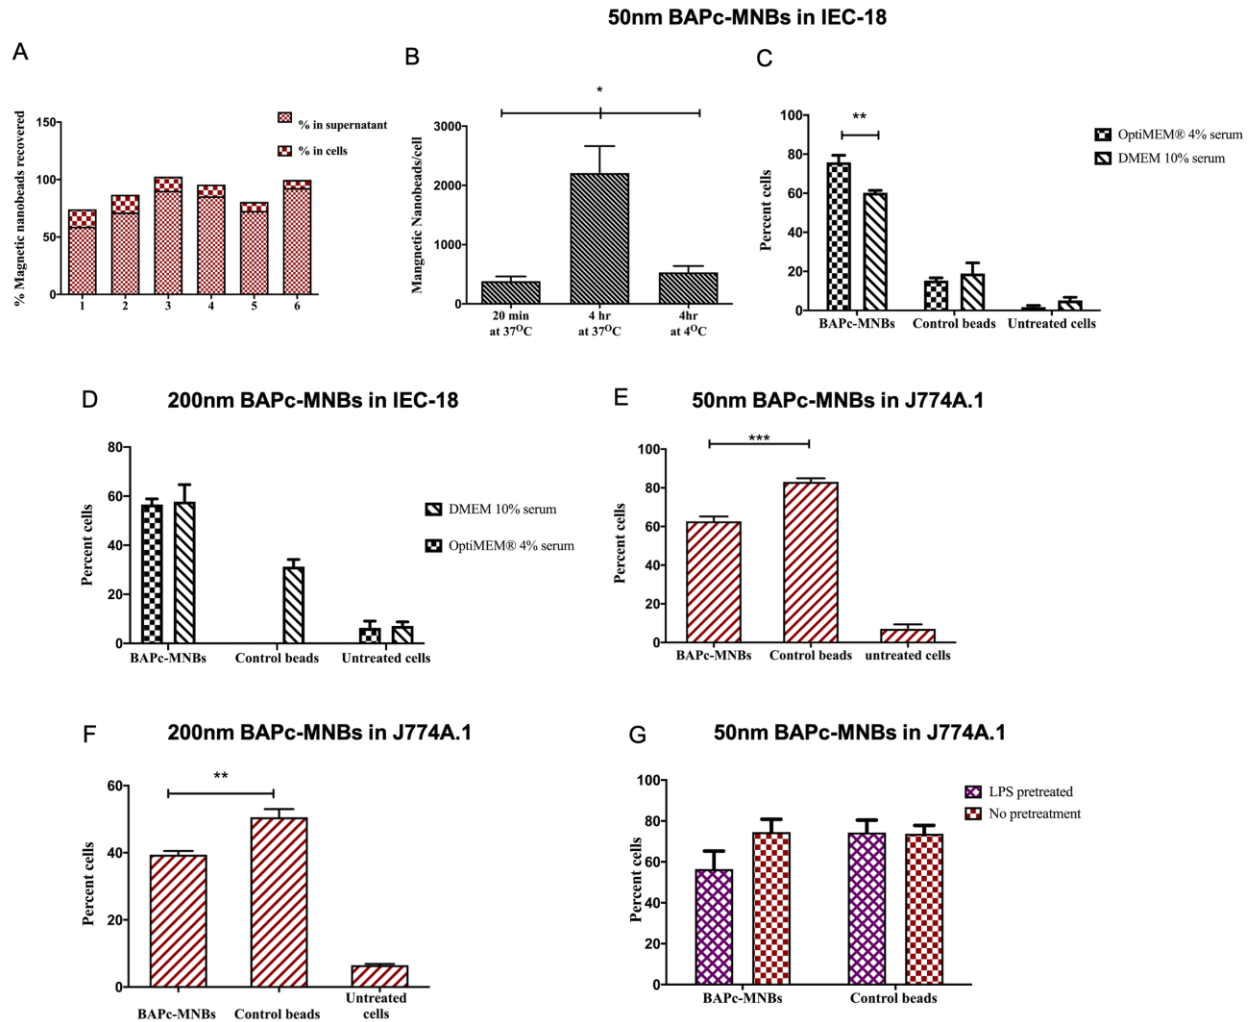 50nm BAPc-MNBs in IEC-18
A
% Magnetic nanobeads recovered
150
100
50
0
1 2 3 4 5 6
% in supernatant
% in cells
B
*
Mangnetic Nanobeads/cell
3000
2000
1000
0
20 min at 37ᴼC
4 hr at 37ᴼC
4hr at 4ᴼC
C
Percent cells
100
80
60
40
20
0
**
BAPc-MNBs Control beads Untreated cells
OptiMEM® 4% serum
DMEM 10% serum
D
200nm BAPc-MNBs in IEC-18
Percent cells
80
60
40
20
0
BAPc-MNBs Control beads Untreated cells
DMEM 10% serum
OptiMEM® 4% serum
E
50nm BAPc-MNBs in J774A.1
Percent cells
100
80
60
40
20
0
***
BAPc-MNBs Control beads untreated cells
F
200nm BAPc-MNBs in J774A.1
Percent cells
60
40
20
0
**
BAPc-MNBs Control beads Untreated cells
G
50nm BAPc-MNBs in J774A.1
Percent cells
100
80
60
40
20
0
BAPc-MNBs Control beads
LPS pretreated
No pretreatment